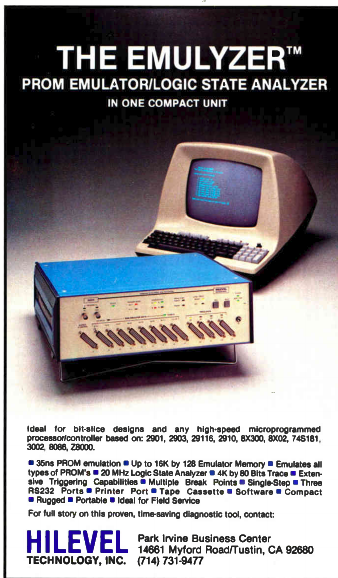 THE EMULYZER™
PROM EMULATOR/LOGIC STATE ANALYZER
IN ONE COMPACT UNIT
Ideal for bit-slice designs and any high-speed microprogrammed
processor/controller based on: 2901, 2903, 29116, 2910, 8X300, 8X02, 74S181,
3002, 8086, Z8000.
■ 35ns PROM emulation ■ Up to 16K by 128 Emulator Memory ■ Emulates all
types of PROM's ■ 20 MHz Logic State Analyzer ■ 4K by 80 Bits Trace ■ Exten-
sive Triggering Capabilities ■ Multiple Break Points ■ Single-Step ■ Three
RS232 Ports ■ Printer Port ■ Tape Cassette ■ Software ■ Compact
■ Rugged ■ Portable ■ Ideal for Field Service
For full story on this proven, time-saving diagnostic tool, contact:
HILEVEL
TECHNOLOGY, INC.
Park Irvine Business Center
14661 Myford Road/Tustin, CA 92680
(714) 731-9477